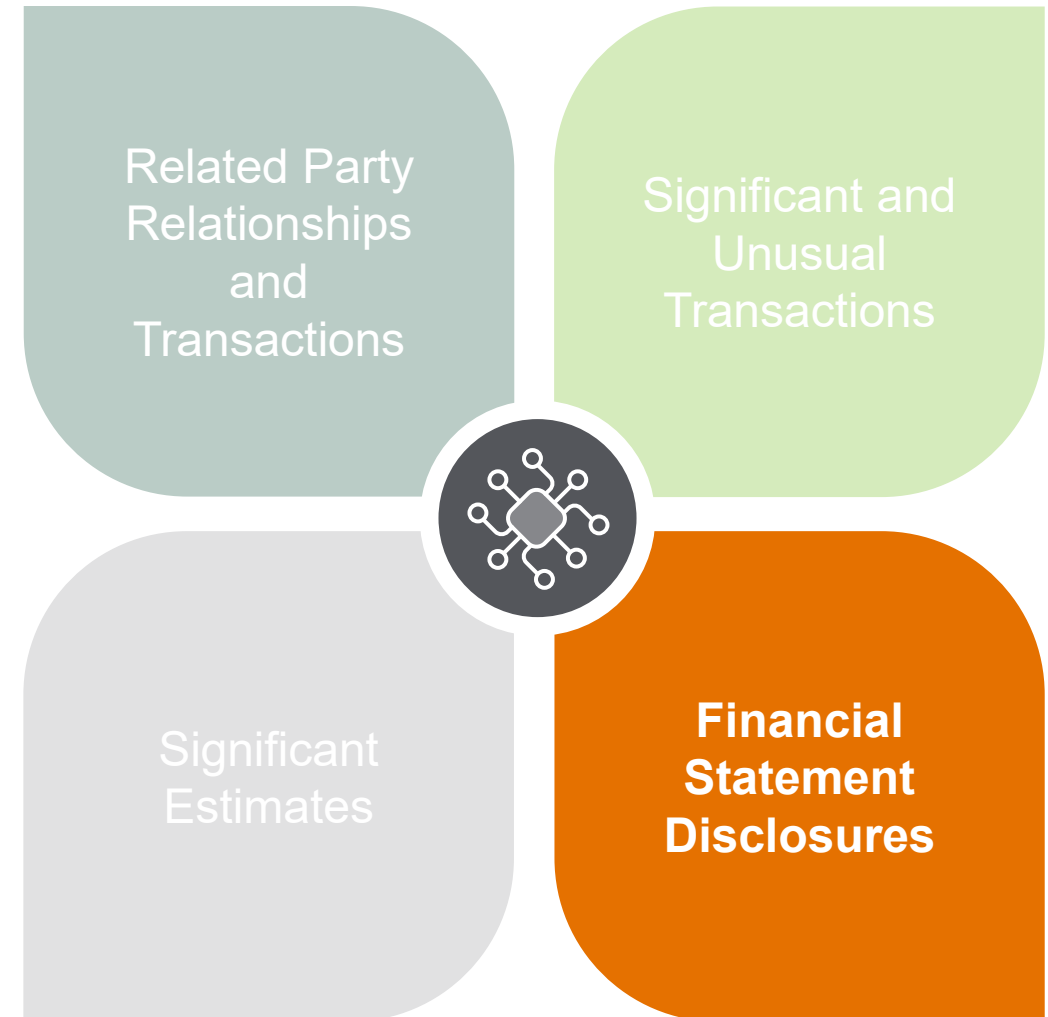 Related Party
Relationships
and
Transactions
Significant and
Unusual
Transactions
Significant
Estimates
Financial
Statement
Disclosures